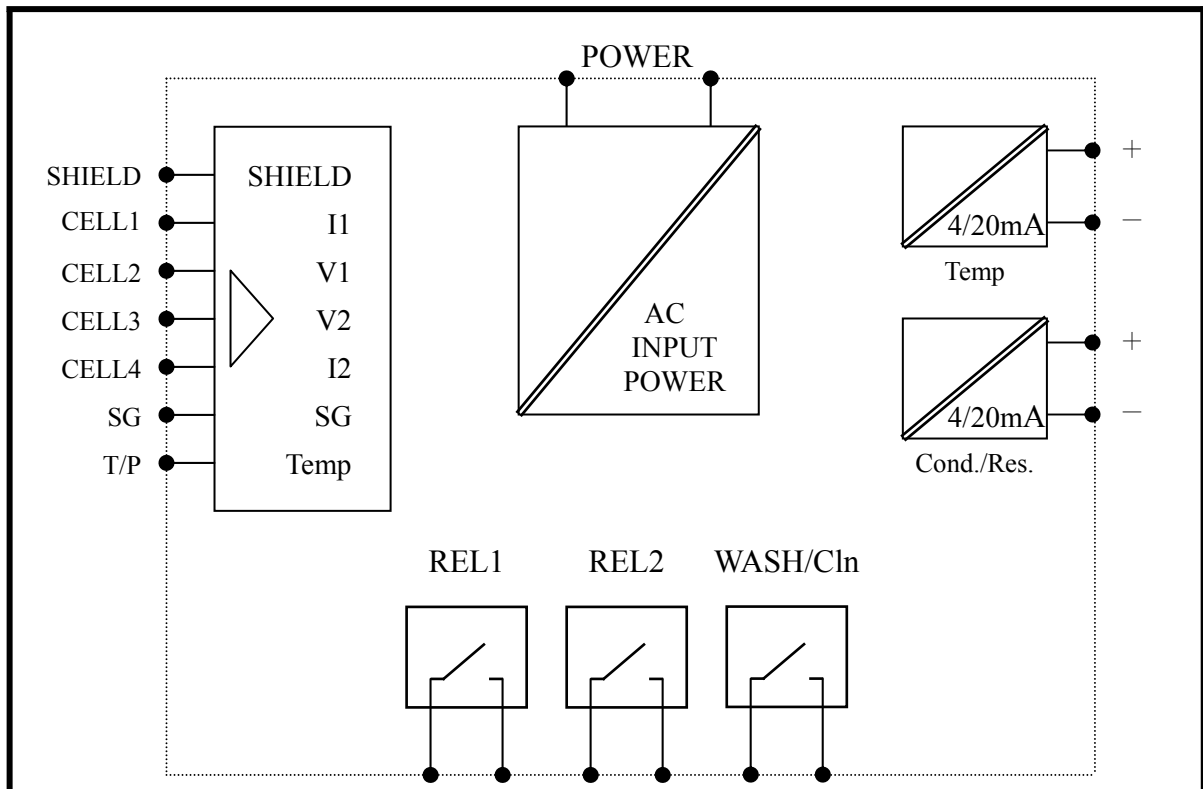 POWER
SHIELD
CELL1
CELL2
CELL3
CELL4
SG
T/P
SHIELD
I1
V1
V2
I2
SG
Temp
AC
INPUT
POWER
+
4/20mA −
Temp
+
4/20mA −
Cond./Res.
REL1 REL2 WASH/Cln